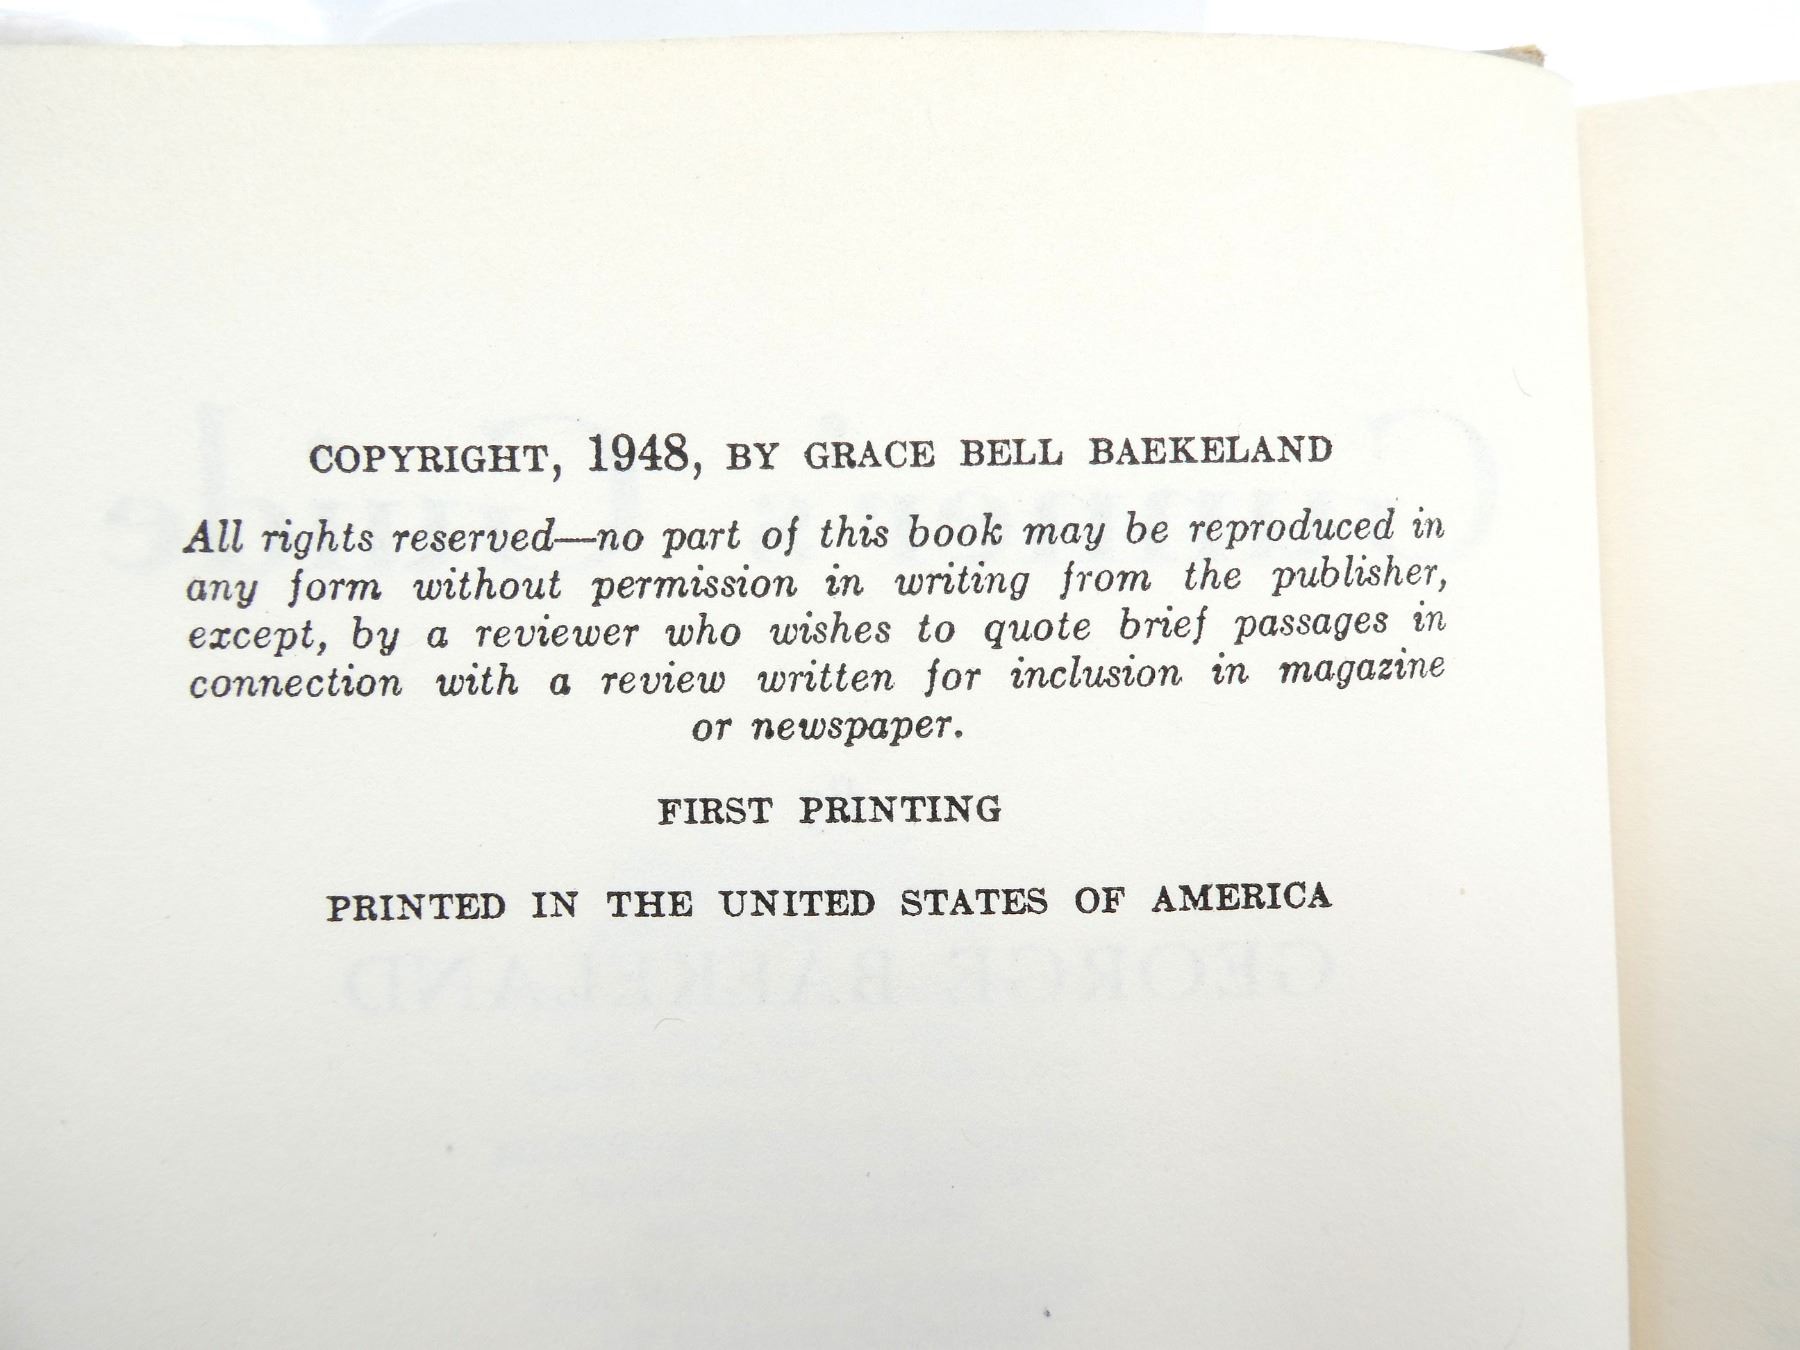 COPYRIGHT, 1948, BY GRACE BELL BAEKELAND
All rights reserved—no part of this book may be reproduced in
any form without permission in writing from the publisher,
except, by a reviewer who wishes to quote brief passages in
connection with a review written for inclusion in magazine
or newspaper.
FIRST PRINTING
PRINTED IN THE UNITED STATES OF AMERICA
GEORGE BAEKELAND